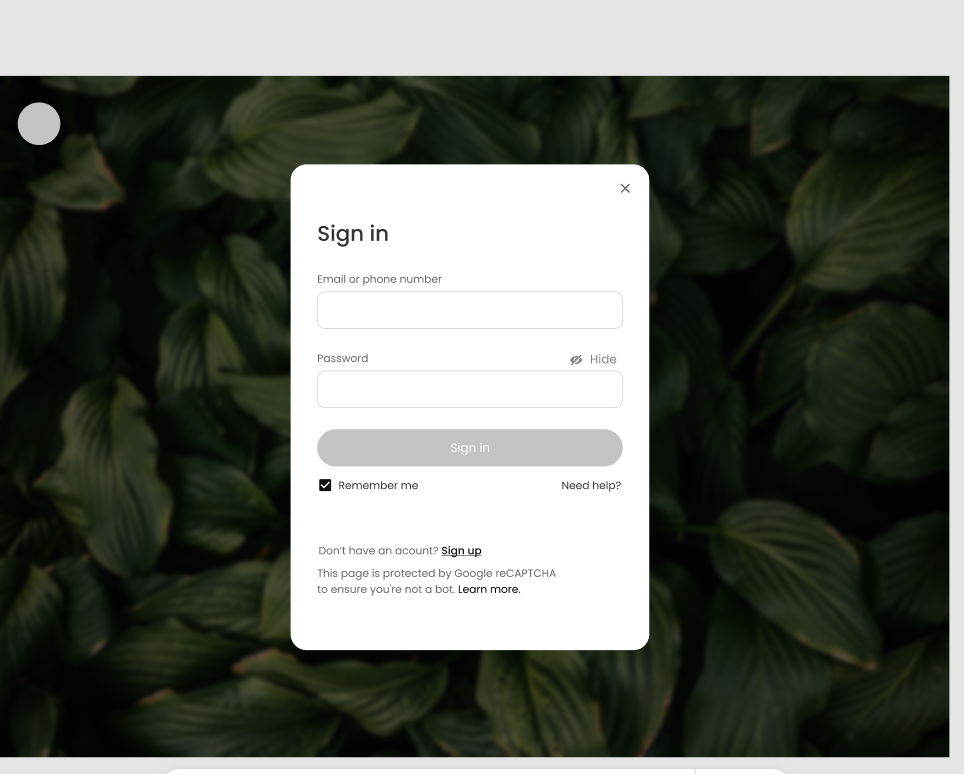 Sign in
Email or phone number
Password
Hide
Sign in
Remember me
Need help?
Don't have an acount? Sign up
This page is protected by Google reCAPTCHA
to ensure you're not a bot. Learn more.